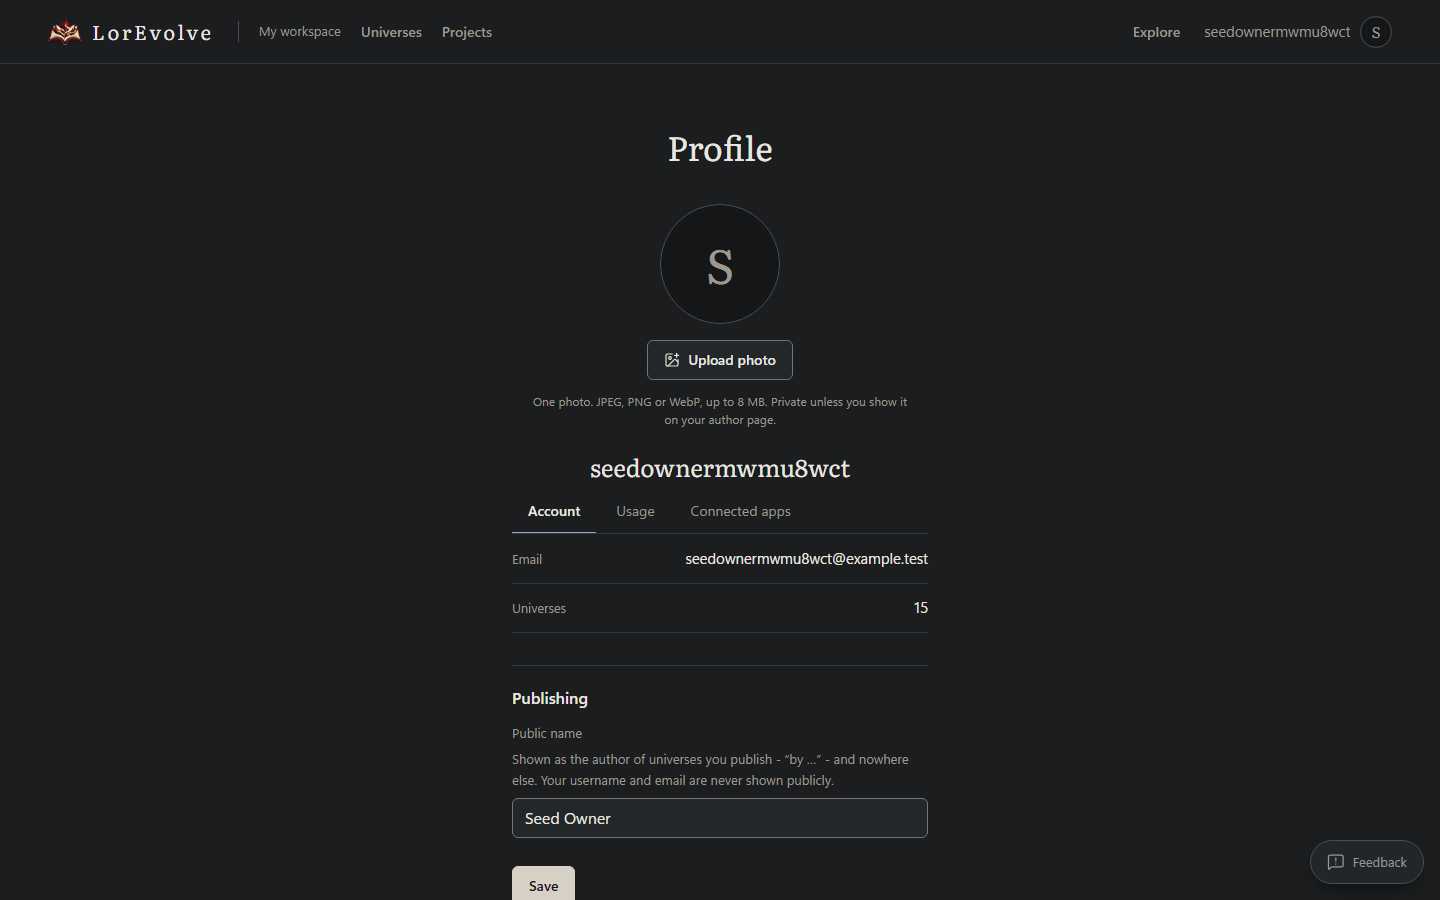 LorEvolve
My workspace
Universes
Projects
Explore
seedownermwmu8wct
S
Profile
S
Upload photo
One photo. JPEG, PNG or WebP, up to 8 MB. Private unless you show it
on your author page.
seedownermwmu8wct
Account
Usage
Connected apps
Email
seedownermwmu8wct@example.test
Universes
15
Publishing
Public name
Shown as the author of universes you publish - “by ...” - and nowhere
else. Your username and email are never shown publicly.
Seed Owner
Save
Feedback